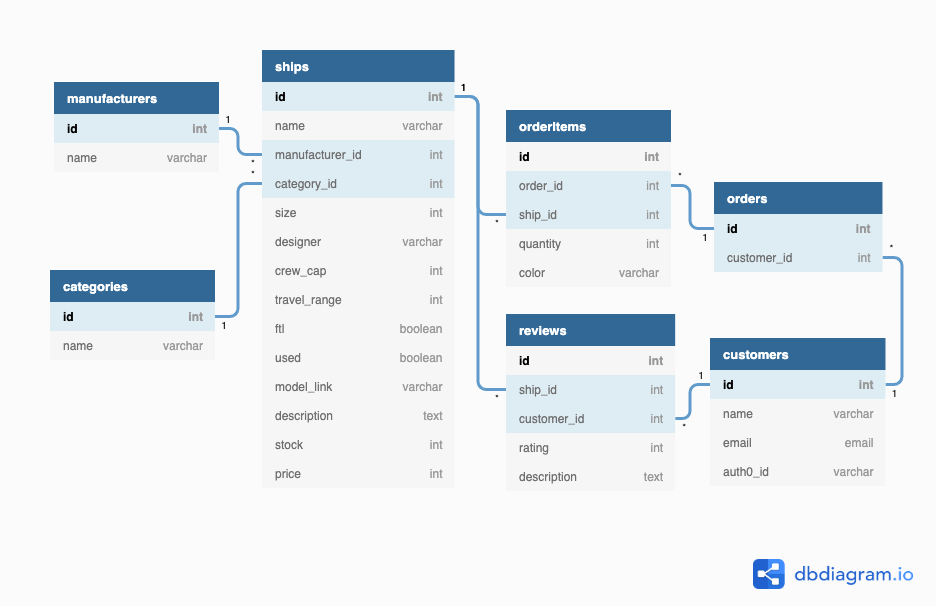 manufacturers
id int
name varchar
categories
id int
name varchar
ships
id int
name varchar
manufacturer_id int
category_id int
size int
designer varchar
crew_cap int
travel_range int
ftl boolean
used boolean
model_link varchar
description text
stock int
price int
orderItems
id int
order_id int
ship_id int
quantity int
color varchar
reviews
id int
ship_id int
customer_id int
rating int
description text
orders
id int
customer_id int
customers
id int
name varchar
email email
auth0_id varchar
1
*
*
1
1
*
*
*
1
*
1
1
*
dbdiagram.io